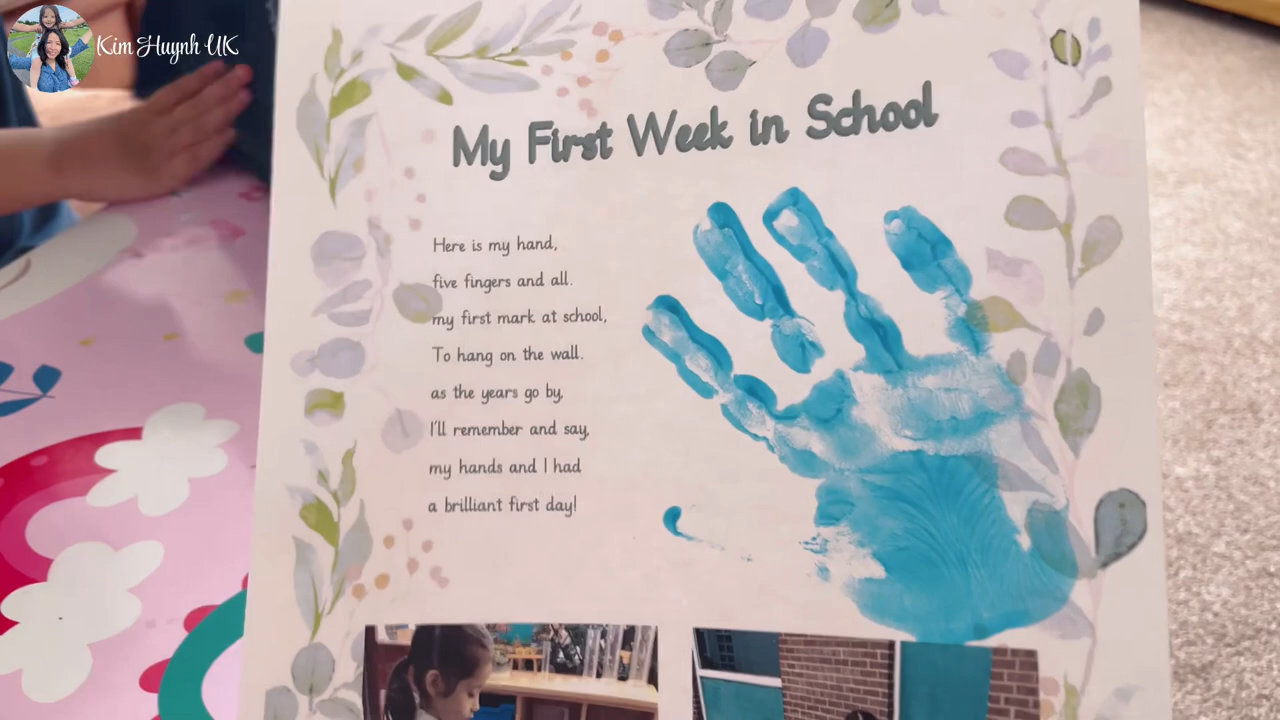 Kim Huynh UK
My First Week in School
Here is my hand,
five fingers and all.
my first mark at school,
To hang on the wall.
as the years go by,
I'll remember and say,
my hands and I had
a brilliant first day!